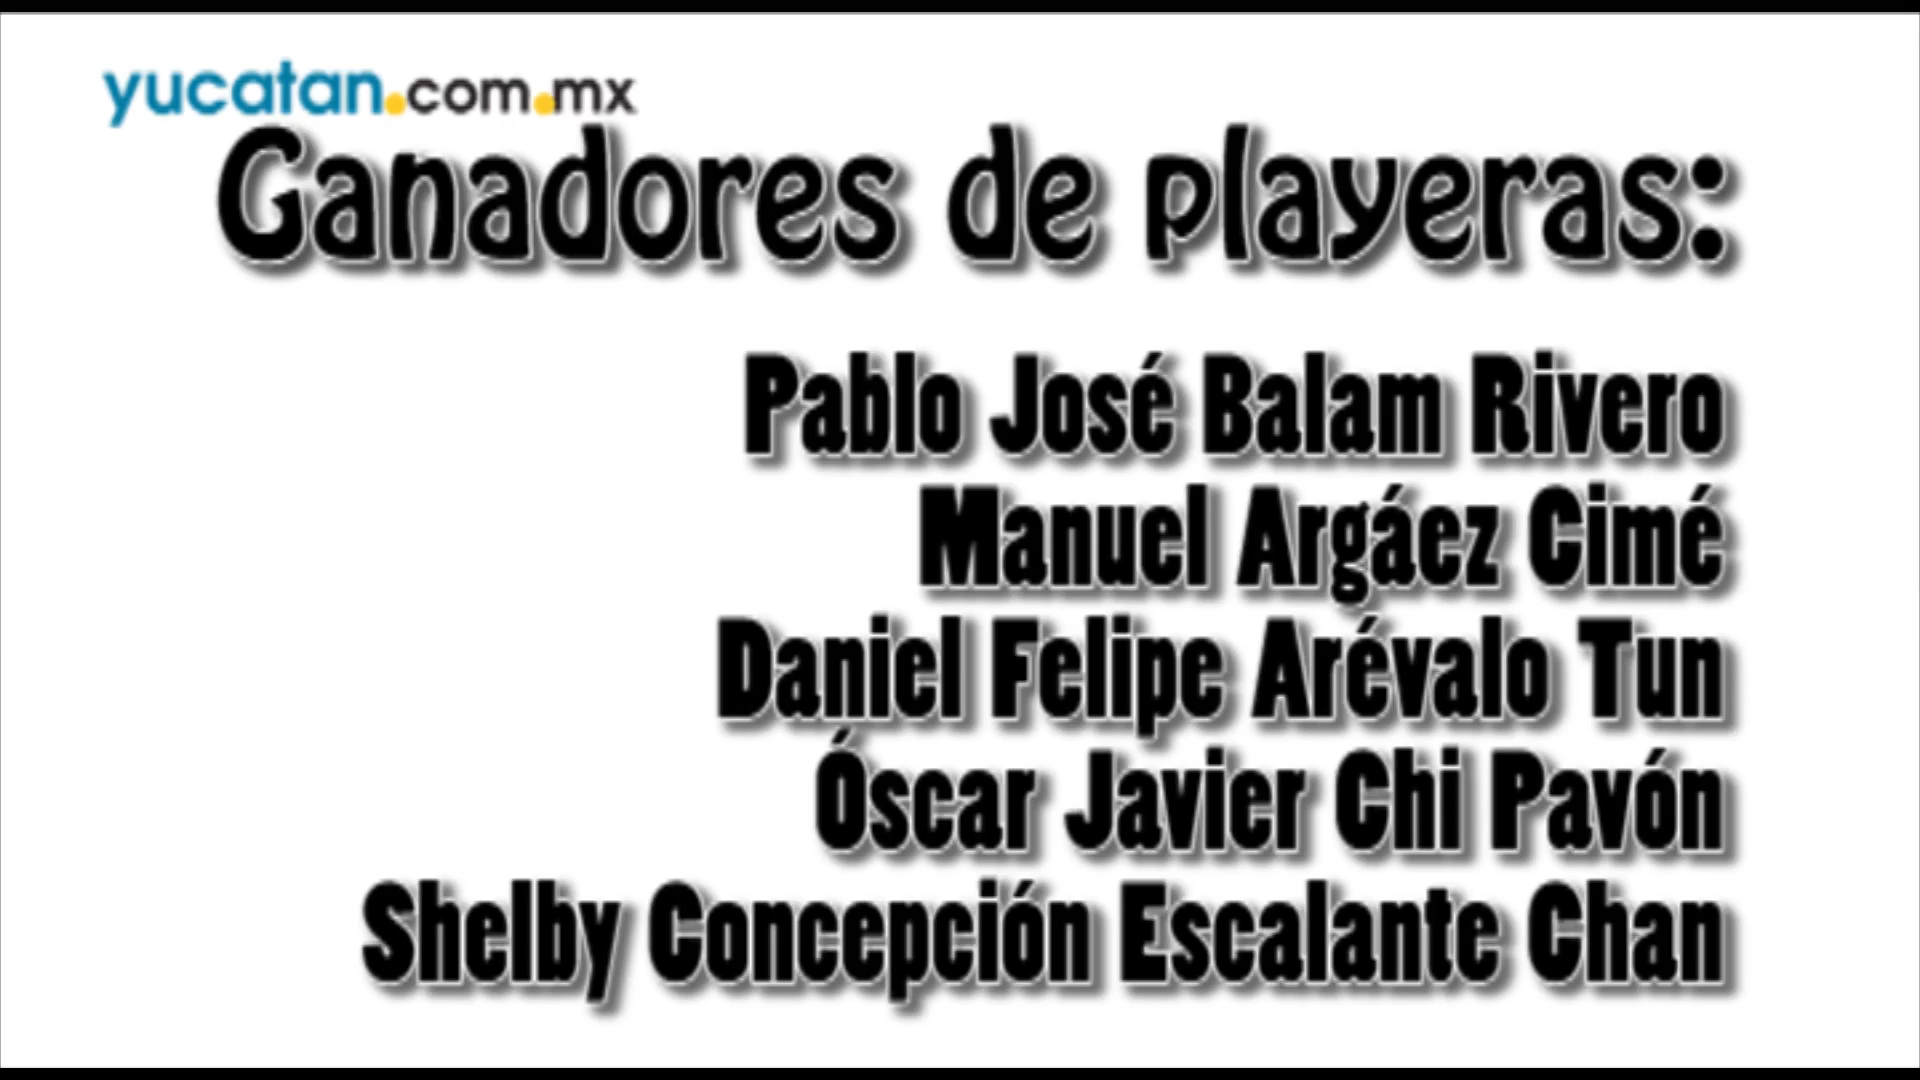 yucatan.com.mx
Ganadores de playeras:
Pablo José Balam Rivero
Manuel Argáez Cimé
Daniel Felipe Arévalo Tun
Óscar Javier Chi Pavón
Shelby Concepción Escalante Chan